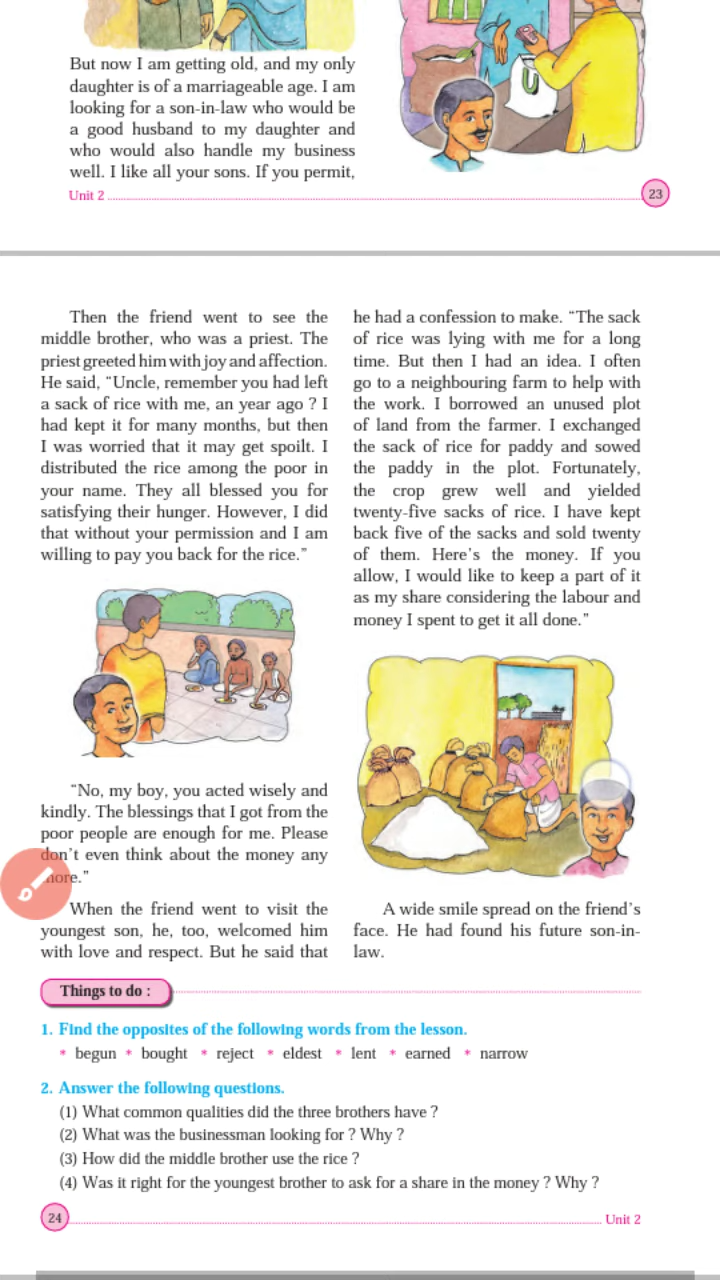 But now I am getting old, and my only
daughter is of a marriageable age. I am
looking for a son-in-law who would be
a good husband to my daughter and
who would also handle my business
well. I like all your sons. If you permit,
Unit 2
23
Then the friend went to see the
middle brother, who was a priest. The
priest greeted him with joy and affection.
He said, “Uncle, remember you had left
a sack of rice with me, an year ago ? I
had kept it for many months, but then
I was worried that it may get spoilt. I
distributed the rice among the poor in
your name. They all blessed you for
satisfying their hunger. However, I did
that without your permission and I am
willing to pay you back for the rice.”
“No, my boy, you acted wisely and
kindly. The blessings that I got from the
poor people are enough for me. Please
don’t even think about the money any
more.”
When the friend went to visit the
youngest son, he, too, welcomed him
with love and respect. But he said that
he had a confession to make. “The sack
of rice was lying with me for a long
time. But then I had an idea. I often
go to a neighbouring farm to help with
the work. I borrowed an unused plot
of land from the farmer. I exchanged
the sack of rice for paddy and sowed
the paddy in the plot. Fortunately,
the crop grew well and yielded
twenty-five sacks of rice. I have kept
back five of the sacks and sold twenty
of them. Here’s the money. If you
allow, I would like to keep a part of it
as my share considering the labour and
money I spent to get it all done.”
A wide smile spread on the friend’s
face. He had found his future son-in-
law.
Things to do :
1. Find the opposites of the following words from the lesson.
* begun * bought * reject * eldest * lent * earned * narrow
2. Answer the following questions.
(1) What common qualities did the three brothers have ?
(2) What was the businessman looking for ? Why ?
(3) How did the middle brother use the rice ?
(4) Was it right for the youngest brother to ask for a share in the money ? Why ?
24
Unit 2